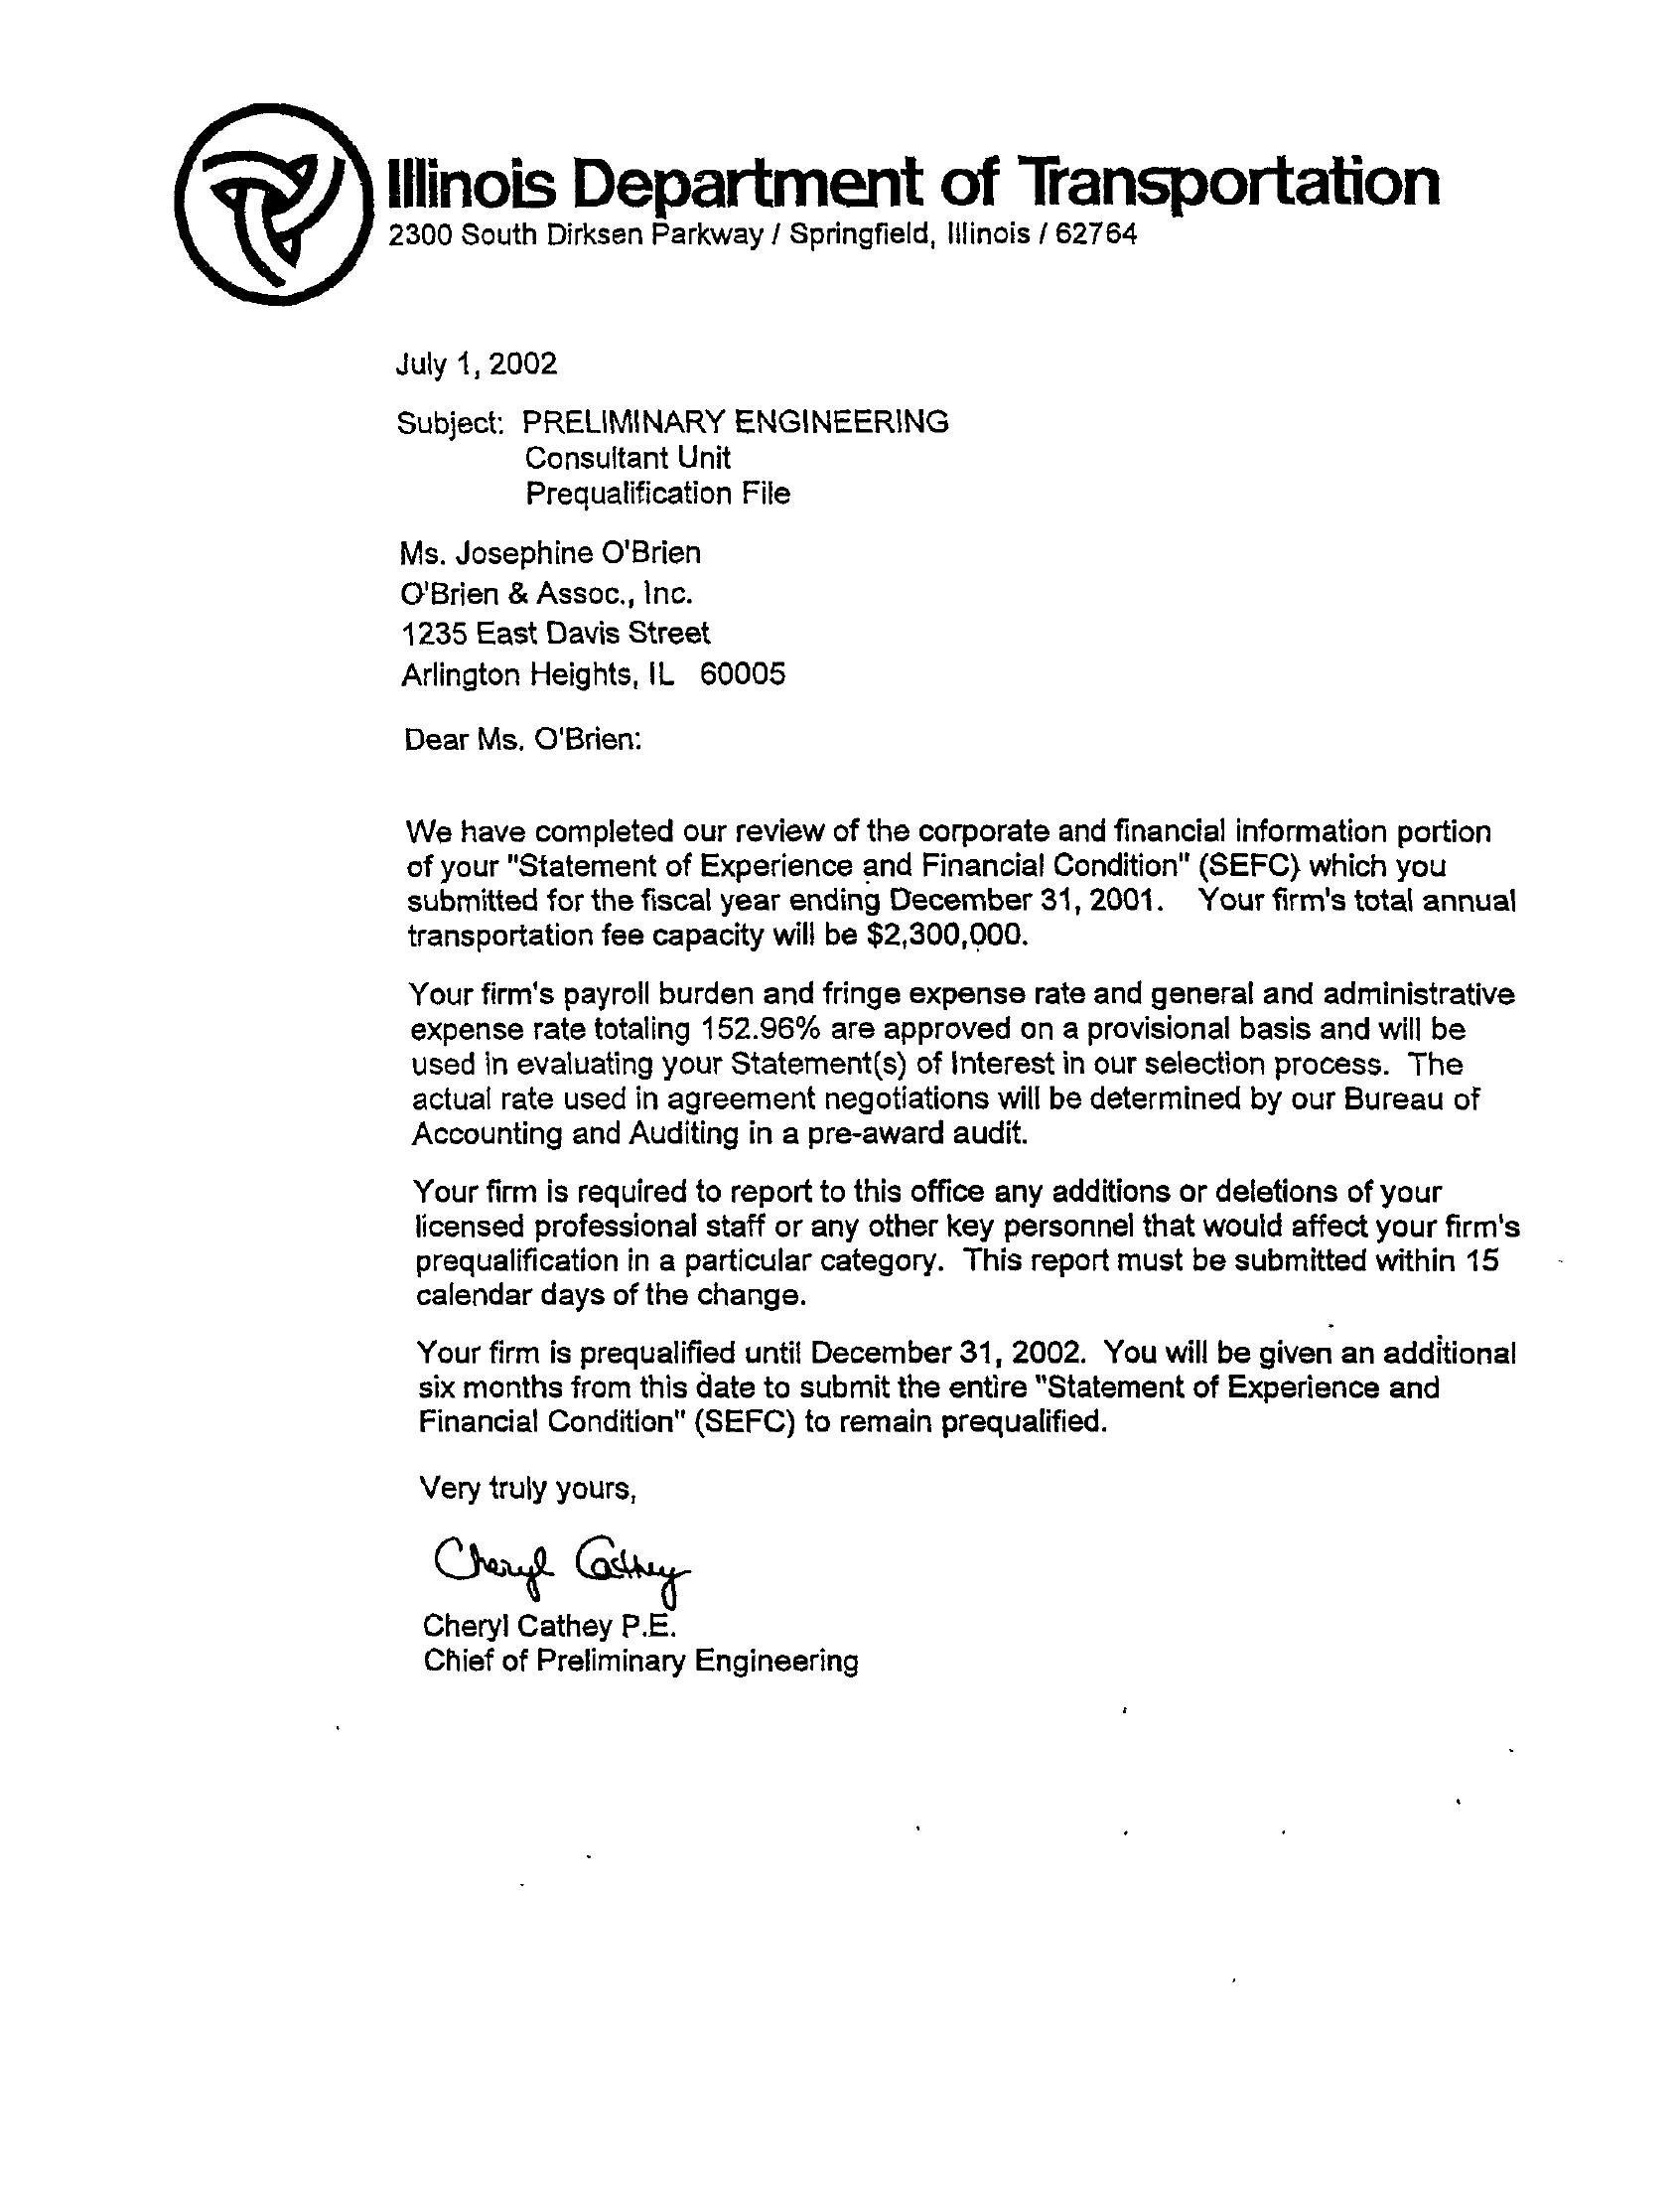 Illinois Department of Transportation
2300 South Dirksen Parkway / Springfield, Illinois / 62764
July 1, 2002
Subject: PRELIMINARY ENGINEERING
Consultant Unit
Prequalification File
Ms. Josephine O'Brien
O'Brien & Assoc., Inc.
1235 East Davis Street
Arlington Heights, IL 60005
Dear Ms. O'Brien:
We have completed our review of the corporate and financial information portion
of your "Statement of Experience and Financial Condition" (SEFC) which you
submitted for the fiscal year ending December 31, 2001. Your firm's total annual
transportation fee capacity will be $2,300,000.
Your firm's payroll burden and fringe expense rate and general and administrative
expense rate totaling 152.96% are approved on a provisional basis and will be
used in evaluating your Statement(s) of Interest in our selection process. The
actual rate used in agreement negotiations will be determined by our Bureau of
Accounting and Auditing in a pre-award audit.
Your firm is required to report to this office any additions or deletions of your
licensed professional staff or any other key personnel that would affect your firm's
prequalification in a particular category. This report must be submitted within 15
calendar days of the change.
Your firm is prequalified until December 31, 2002. You will be given an additional
six months from this date to submit the entire "Statement of Experience and
Financial Condition" (SEFC) to remain prequalified.
Very truly yours,
Cheryl Cathey
Cheryl Cathey P.E.
Chief of Preliminary Engineering